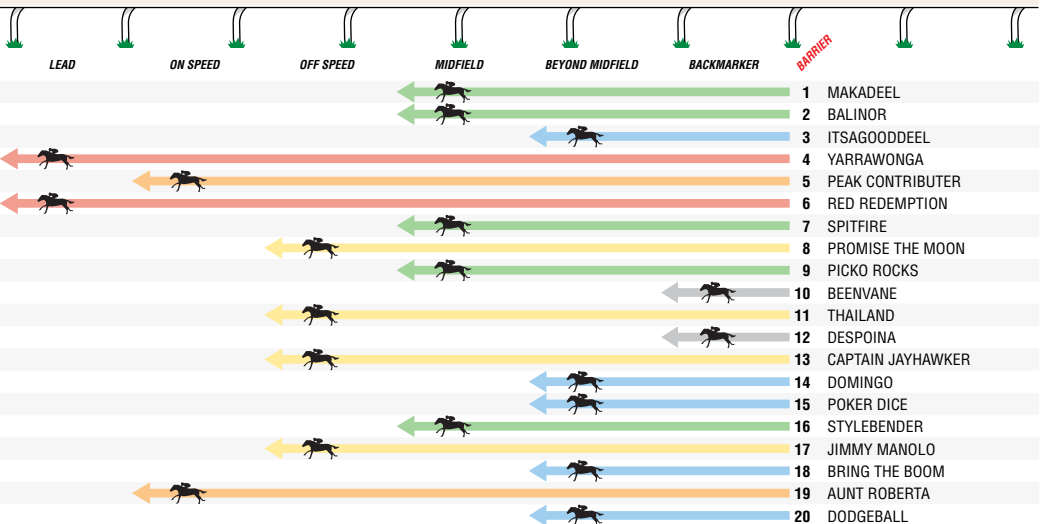 LEAD ON SPEED OFF SPEED MIDFIELD BEYOND MIDFIELD BACKMARKER BARRIER
1 MAKADEEL
2 BALINOR
3 ITSAGOODDEEL
4 YARRAWONGA
5 PEAK CONTRIBUTER
6 RED REDEMPTION
7 SPITFIRE
8 PROMISE THE MOON
9 PICKO ROCKS
10 BEENVANE
11 THAILAND
12 DESPOINA
13 CAPTAIN JAYHAWKER
14 DOMINGO
15 POKER DICE
16 STYLEBENDER
17 JIMMY MANOLO
18 BRING THE BOOM
19 AUNT ROBERTA
20 DODGEBALL